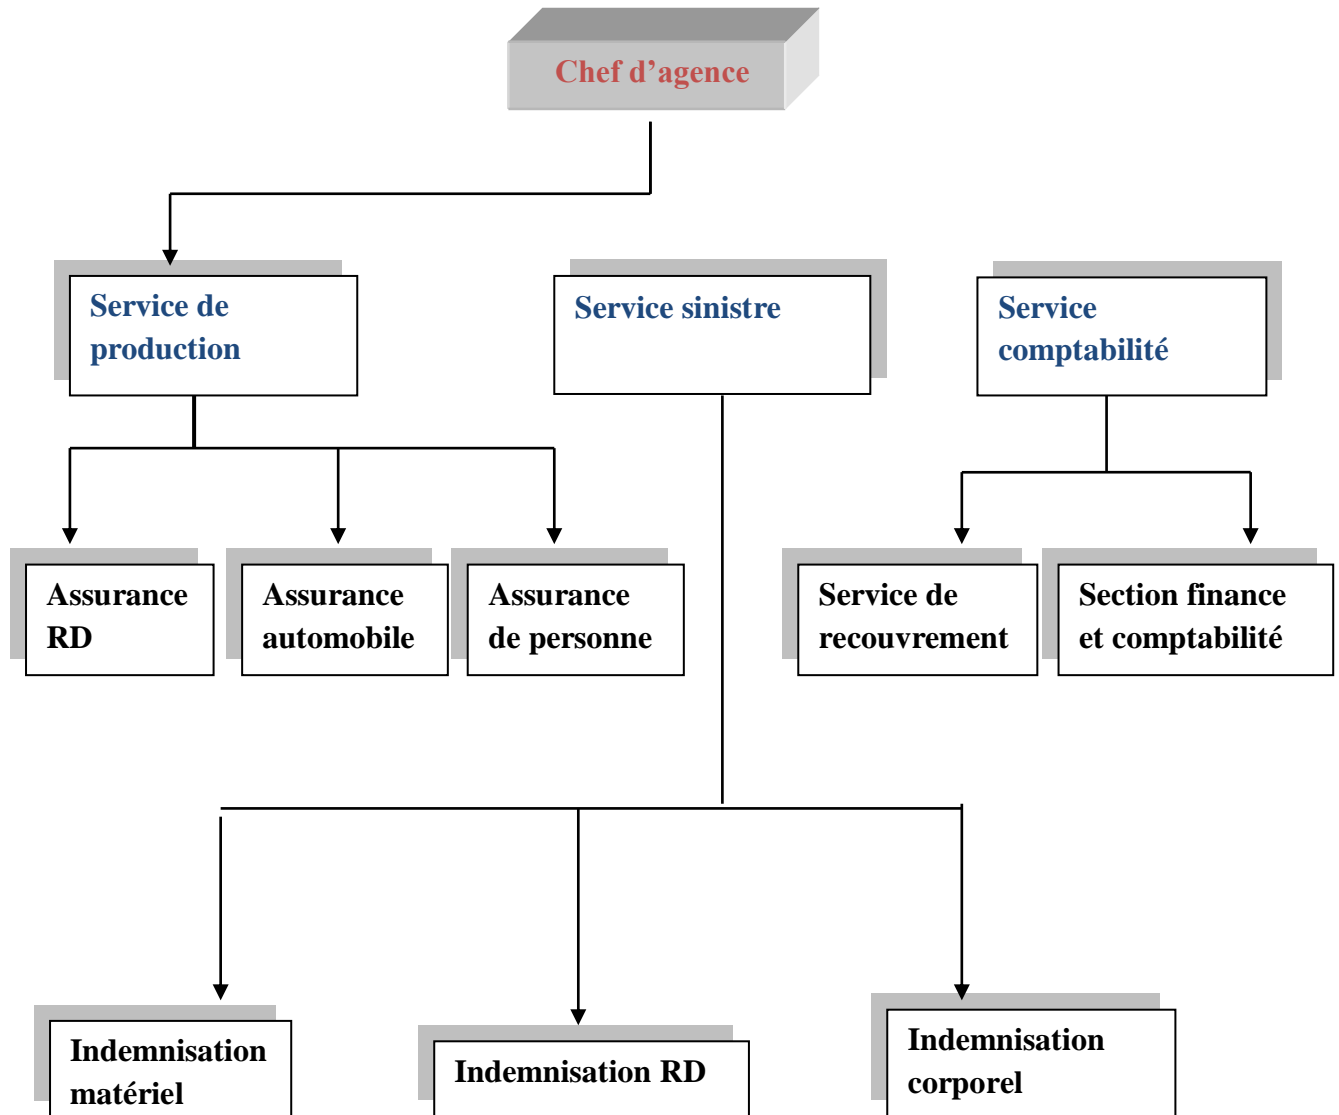 Chef d’agence
Service de
production
Service sinistre
Service
comptabilité
Assurance
RD
Assurance
automobile
Assurance
de personne
Service de
recouvrement
Section finance
et comptabilité
Indemnisation
matériel
Indemnisation RD
Indemnisation
corporel